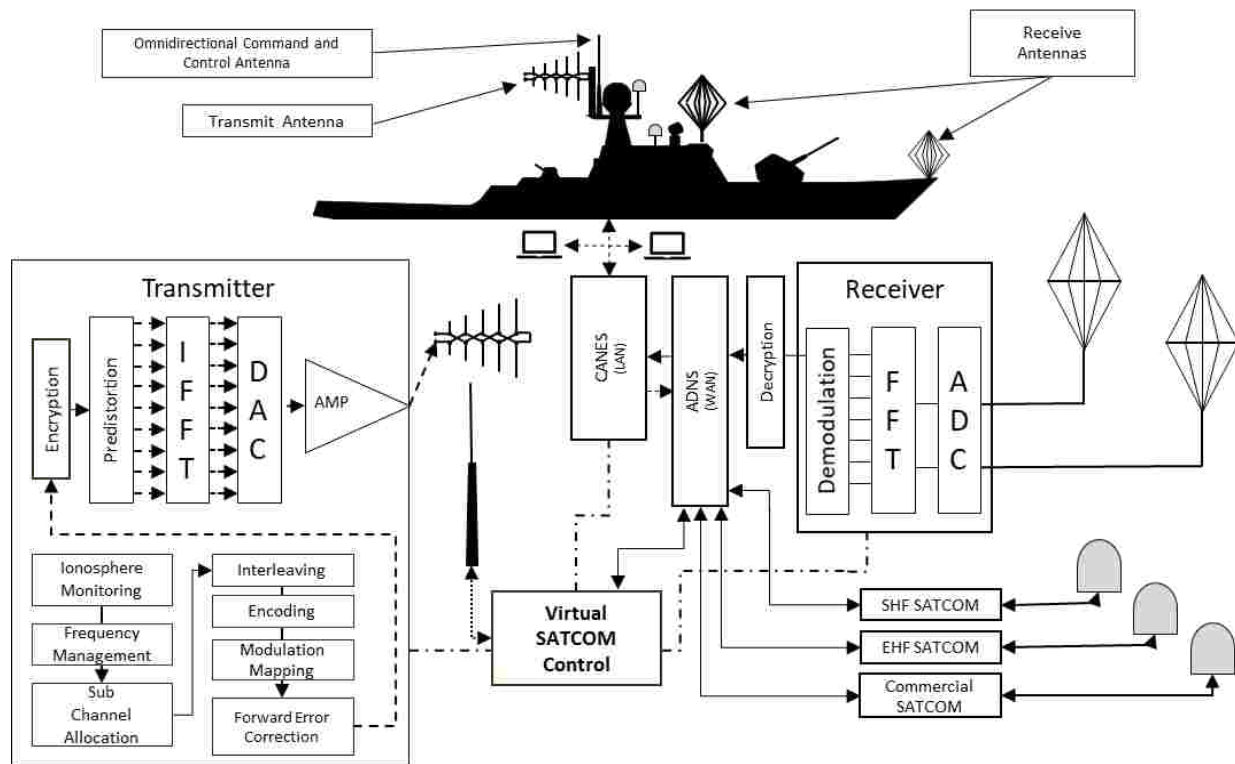 Omnidirectional Command and
Control Antenna
Transmit Antenna
Receive
Antennas
Transmitter
Encryption
Predistortion
I
F
F
T
D
A
C
AMP
Ionosphere
Monitoring
Frequency
Management
Sub
Channel
Allocation
Interleaving
Encoding
Modulation
Mapping
Forward Error
Correction
CANES
(LAN)
ADNS
(WAN)
Decryption
Receiver
Demodulation
F
F
T
A
D
C
Virtual
SATCOM
Control
SHF SATCOM
EHF SATCOM
Commercial
SATCOM